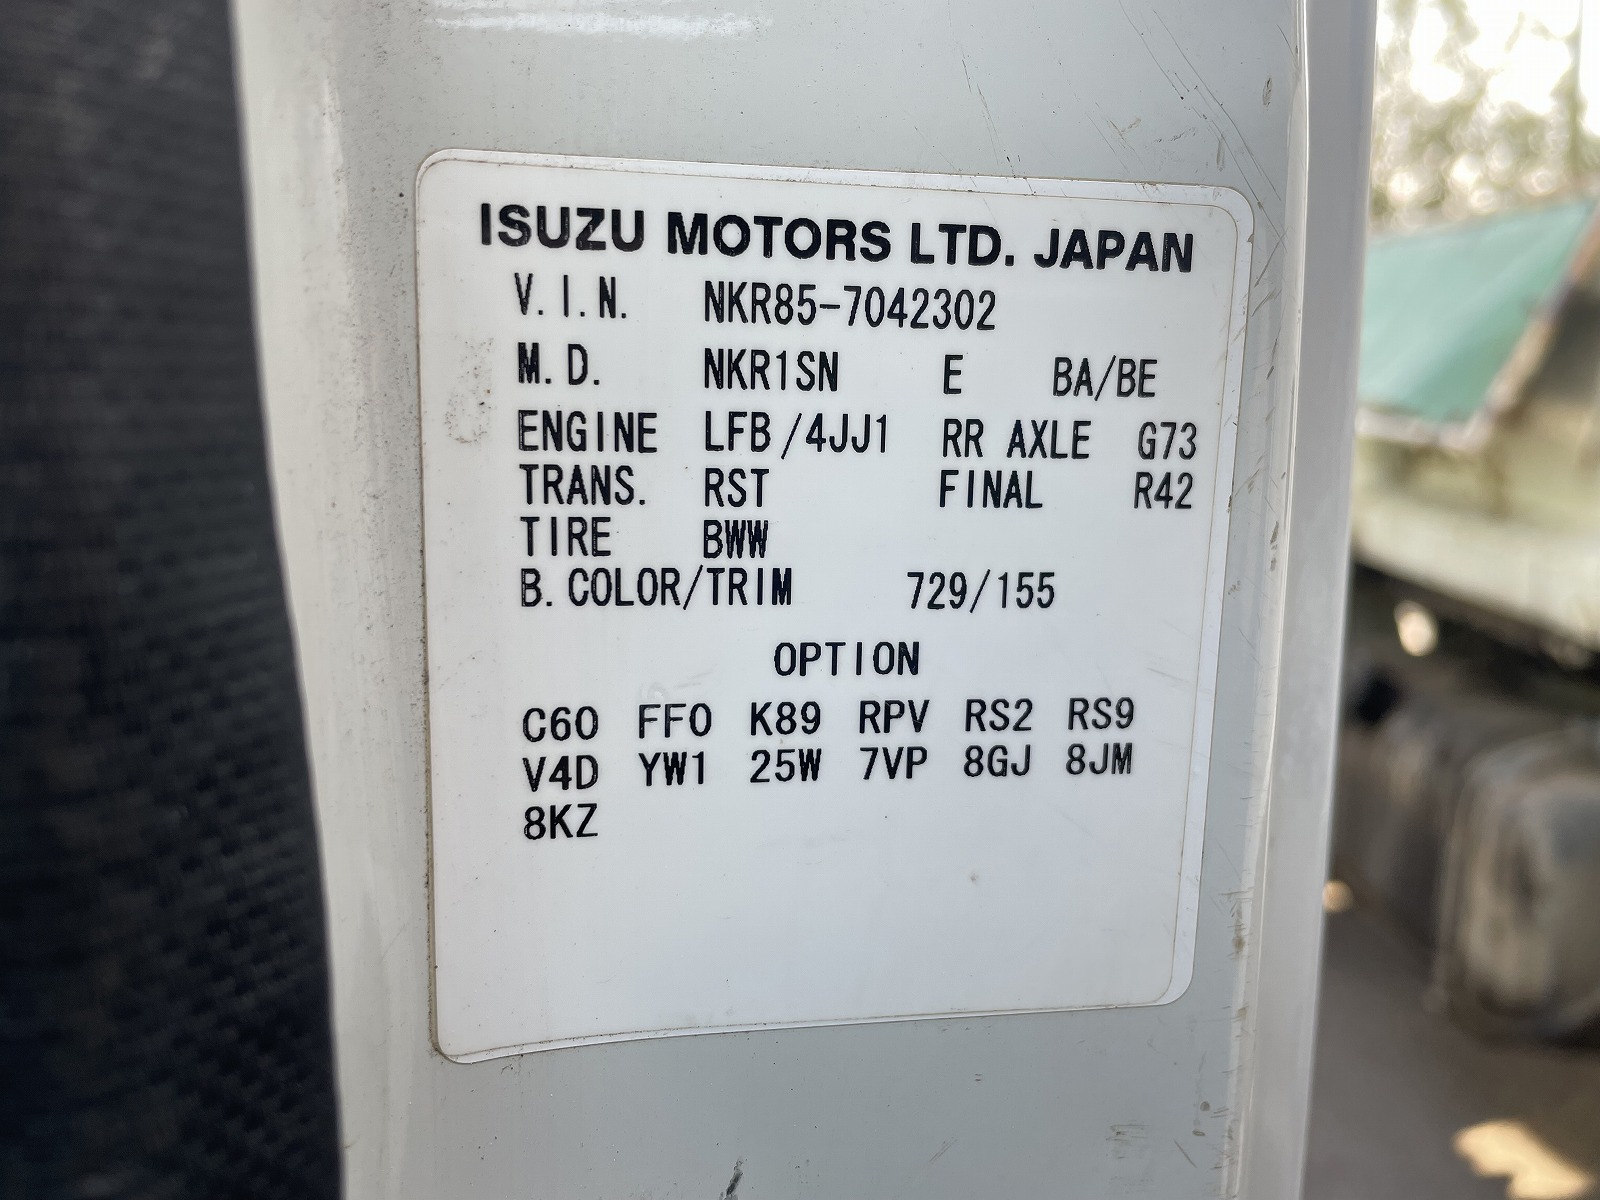 ISUZU MOTORS LTD. JAPAN
V.I.N. NKR85-7042302
M.D. NKR1SN E BA/BE
ENGINE LFB/4JJ1 RR AXLE G73
TRANS. RST FINAL R42
TIRE BWW
B.COLOR/TRIM 729/155
OPTION
C60 FF0 K89 RPV RS2 RS9
V4D YW1 25W 7VP 8GJ 8JM
8KZ